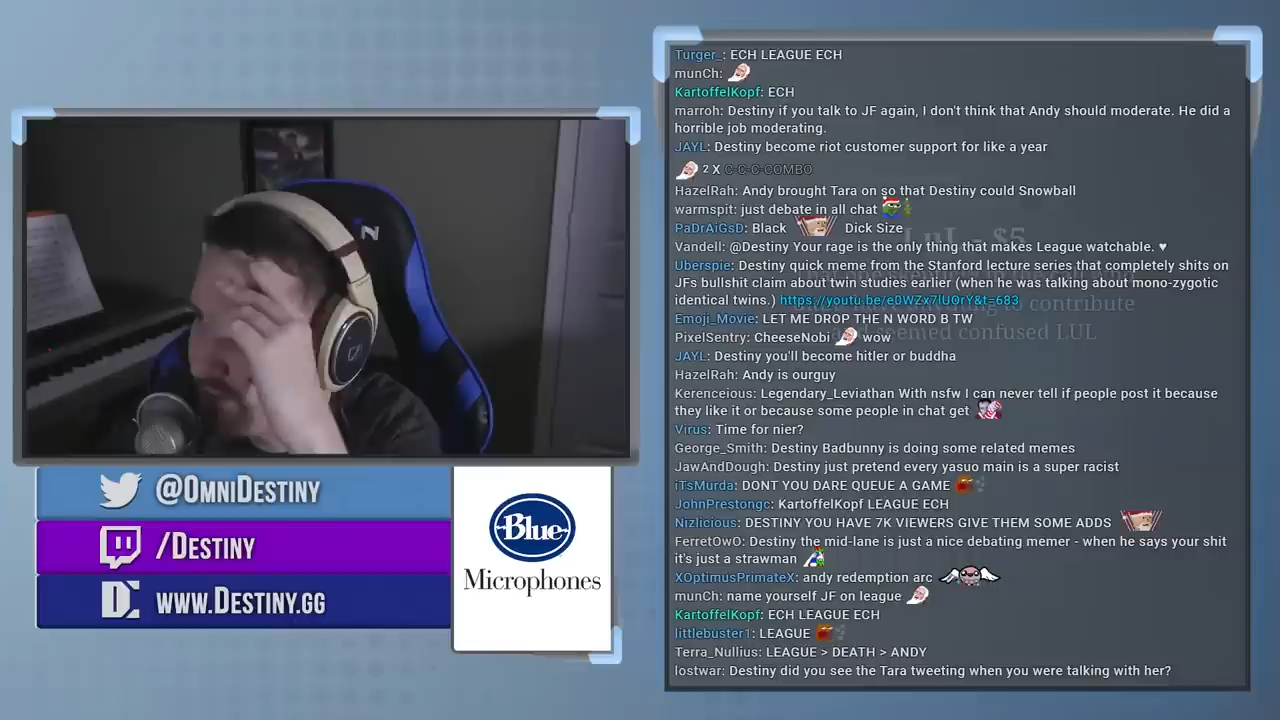 Turger_: ECH LEAGUE ECH
munCh:
KartoffelKopf: ECH
marroh: Destiny if you talk to JF again, I don't think that Andy should moderate. He did a
horrible job moderating.
JAYL: Destiny become riot customer support for like a year
2 X C-C-C-COMBO
HazelRah: Andy brought Tara on so that Destiny could Snowball
warmspit: just debate in all chat
PaDrAiGsD: Black Dick Size
LuL - $5
Vandell: @Destiny Your rage is the only thing that makes League watchable. ♥
Uberspie: Destiny quick meme from the Stanford lecture series that completely shits on
JFs bullshit claim about twin studies earlier (when he was talking about mono-zygotic
identical twins.) https://youtu.be/e0WZx7lUOrY&t=683
contribute
Emoji_Movie: LET ME DROP THE N WORD B TW
and seemed confused LUL
PixelSentry: CheeseNobi wow
JAYL: Destiny you'll become hitler or buddha
HazelRah: Andy is ourguy
Kerenceious: Legendary_Leviathan With nsfw I can never tell if people post it because
they like it or because some people in chat get
Virus: Time for nier?
George_Smith: Destiny Badbunny is doing some related memes
JawAndDough: Destiny just pretend every yasuo main is a super racist
iTsMurda: DONT YOU DARE QUEUE A GAME
JohnPrestongc: KartoffelKopf LEAGUE ECH
Nizlicious: DESTINY YOU HAVE 7K VIEWERS GIVE THEM SOME ADDS
FerretOwO: Destiny the mid-lane is just a nice debating memer - when he says your shit
it's just a strawman
XOptimusPrimateX: andy redemption arc
munCh: name yourself JF on league
KartoffelKopf: ECH LEAGUE ECH
littlebuster1: LEAGUE
Terra_Nullius: LEAGUE > DEATH > ANDY
lostwar: Destiny did you see the Tara tweeting when you were talking with her?
@OmniDestiny
/Destiny
www.Destiny.gg
Blue
Microphones